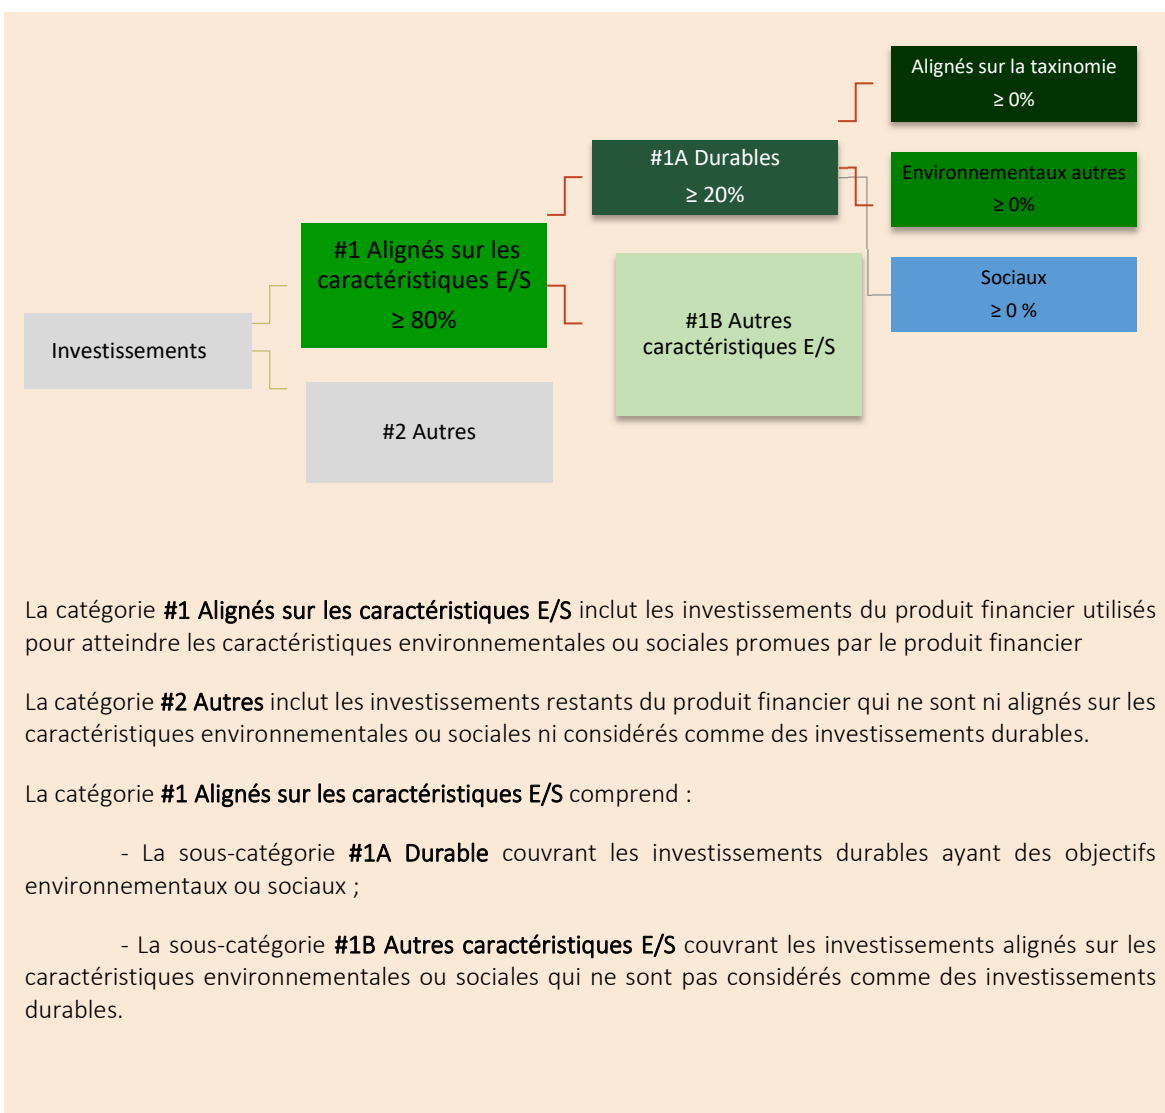 Alignés sur la taxinomie
≥ 0%
#1A Durables
≥ 20%
Environnementaux autres
≥ 0%
#1 Alignés sur les
caractéristiques E/S
≥ 80%
Sociaux
≥ 0 %
#1B Autres
caractéristiques E/S
Investissements
#2 Autres
La catégorie #1 Alignés sur les caractéristiques E/S inclut les investissements du produit financier utilisés
pour atteindre les caractéristiques environnementales ou sociales promues par le produit financier
La catégorie #2 Autres inclut les investissements restants du produit financier qui ne sont ni alignés sur les
caractéristiques environnementales ou sociales ni considérés comme des investissements durables.
La catégorie #1 Alignés sur les caractéristiques E/S comprend :
- La sous-catégorie #1A Durable couvrant les investissements durables ayant des objectifs
environnementaux ou sociaux ;
- La sous-catégorie #1B Autres caractéristiques E/S couvrant les investissements alignés sur les
caractéristiques environnementales ou sociales qui ne sont pas considérés comme des investissements
durables.